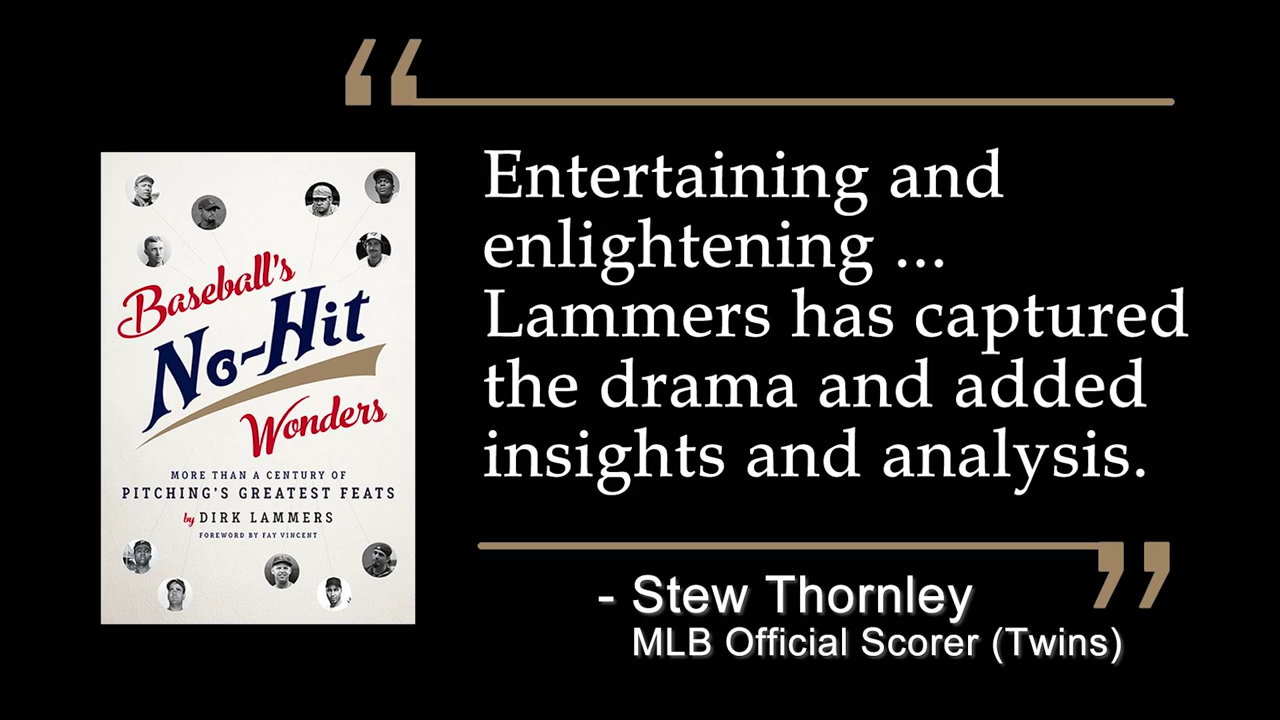 Baseball's
No-Hit
Wonders
MORE THAN A CENTURY OF
PITCHING'S GREATEST FEATS
by DIRK LAMMERS
FOREWORD BY FAY VINCENT
“
Entertaining and
enlightening ...
Lammers has captured
the drama and added
insights and analysis.
”
- Stew Thornley
MLB Official Scorer (Twins)